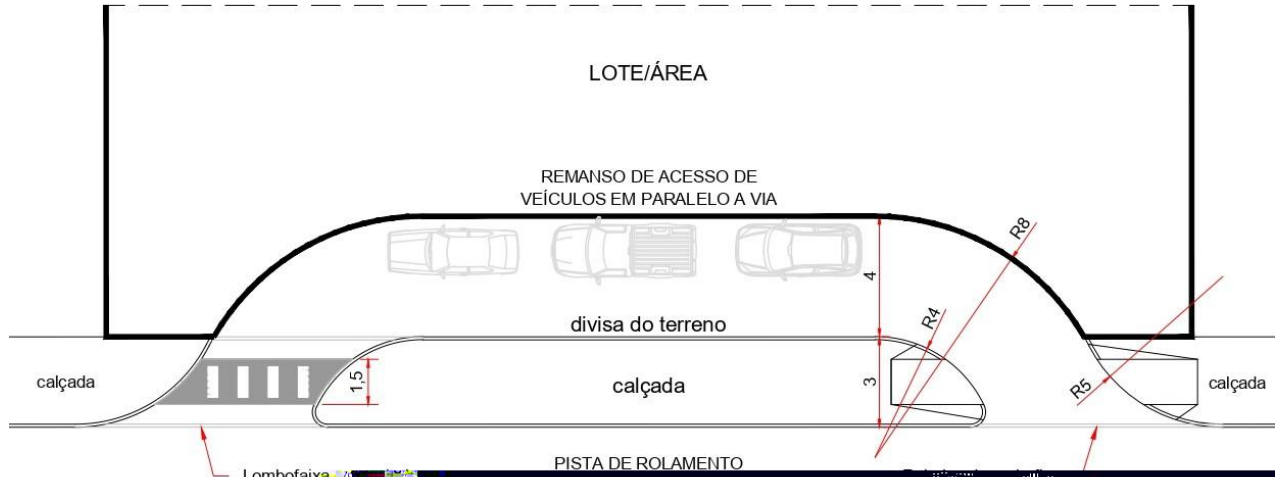 LOTE/ÁREA
REMANSO DE ACESSO DE
VEÍCULOS EM PARALELO A VIA
R8
4
R4
divisa do terreno
calçada
1,5
calçada
3
R5
calçada
Lombofaixa
PISTA DE ROLAMENTO